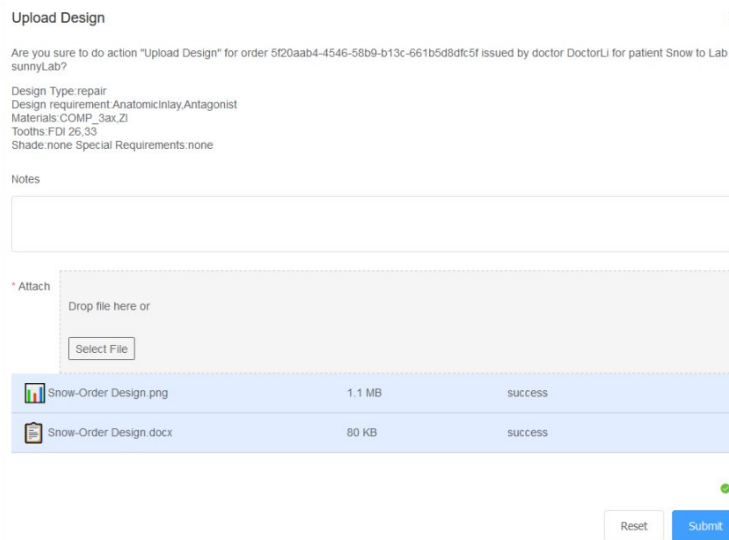 Upload Design
Are you sure to do action "Upload Design" for order 5f20aab4-4546-58b9-b13c-661b5d8dfc5f issued by doctor DoctorLi for patient Snow to Lab
sunnyLab?
Design Type:repair
Design requirement:AnatomicInlay,Antagonist
Materials:COMP_3ax,ZI
Tooths:FDI 26,33
Shade:none Special Requirements:none
Notes
* Attach
Drop file here or
Select File
Snow-Order Design.png 1.1 MB success
Snow-Order Design.docx 80 KB success
Reset Submit